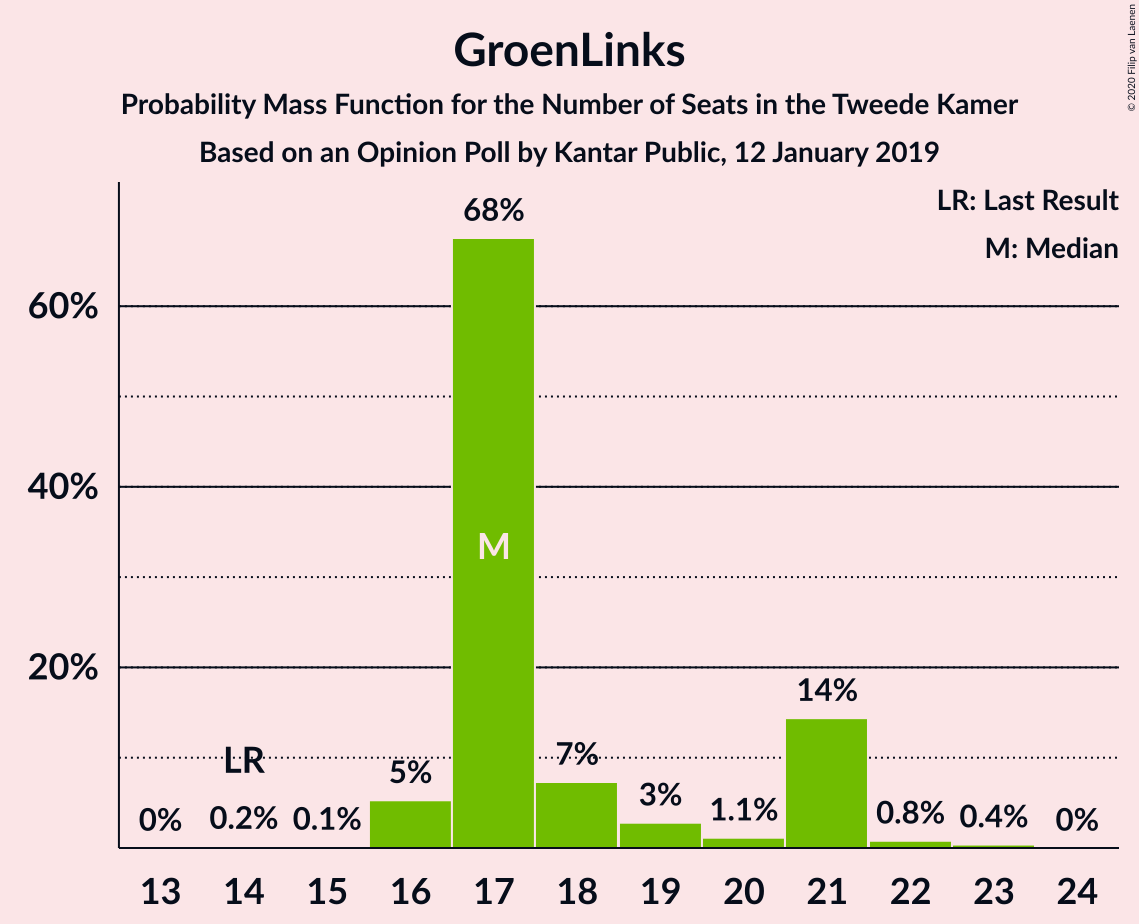 GroenLinks
Probability Mass Function for the Number of Seats in the Tweede Kamer
Based on an Opinion Poll by Kantar Public, 12 January 2019
© 2020 Filip van Laenen
LR: Last Result
M: Median
68%
60%
40%
M
20%
14%
LR
5%
7%
3%
0%
0.2%
0.1%
1.1%
0.8%
0.4%
0%
13 14 15 16 17 18 19 20 21 22 23 24